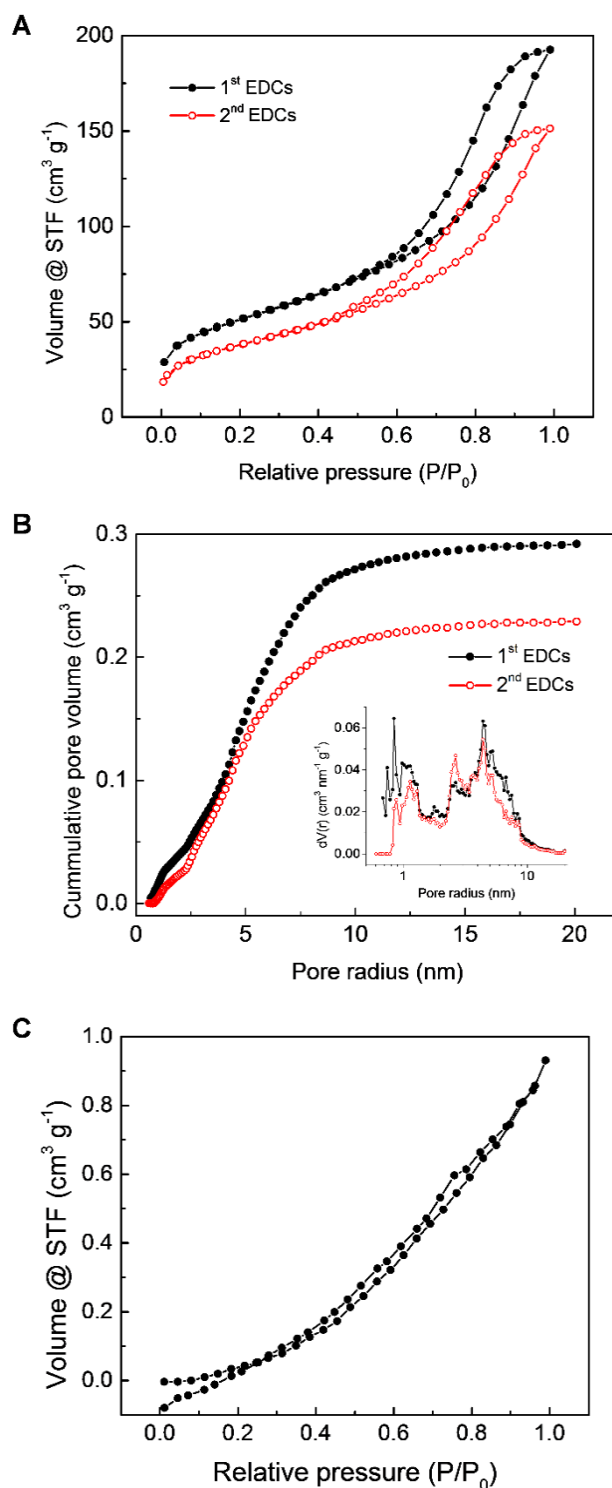 A
200
150
100
50
0
Volume @ STF (cm³ g⁻¹)
1ˢᵗ EDCs
2ⁿᵈ EDCs
0.0 0.2 0.4 0.6 0.8 1.0
Relative pressure (P/P₀)
B
0.3
0.2
0.1
0.0
Cummulative pore volume (cm³ g⁻¹)
1ˢᵗ EDCs
2ⁿᵈ EDCs
0.06
0.04
0.02
0.00
dV(r) (cm³ nm⁻¹ g⁻¹)
1 10
Pore radius (nm)
0 5 10 15 20
Pore radius (nm)
C
1.0
0.8
0.6
0.4
0.2
0.0
Volume @ STF (cm³ g⁻¹)
0.0 0.2 0.4 0.6 0.8 1.0
Relative pressure (P/P₀)